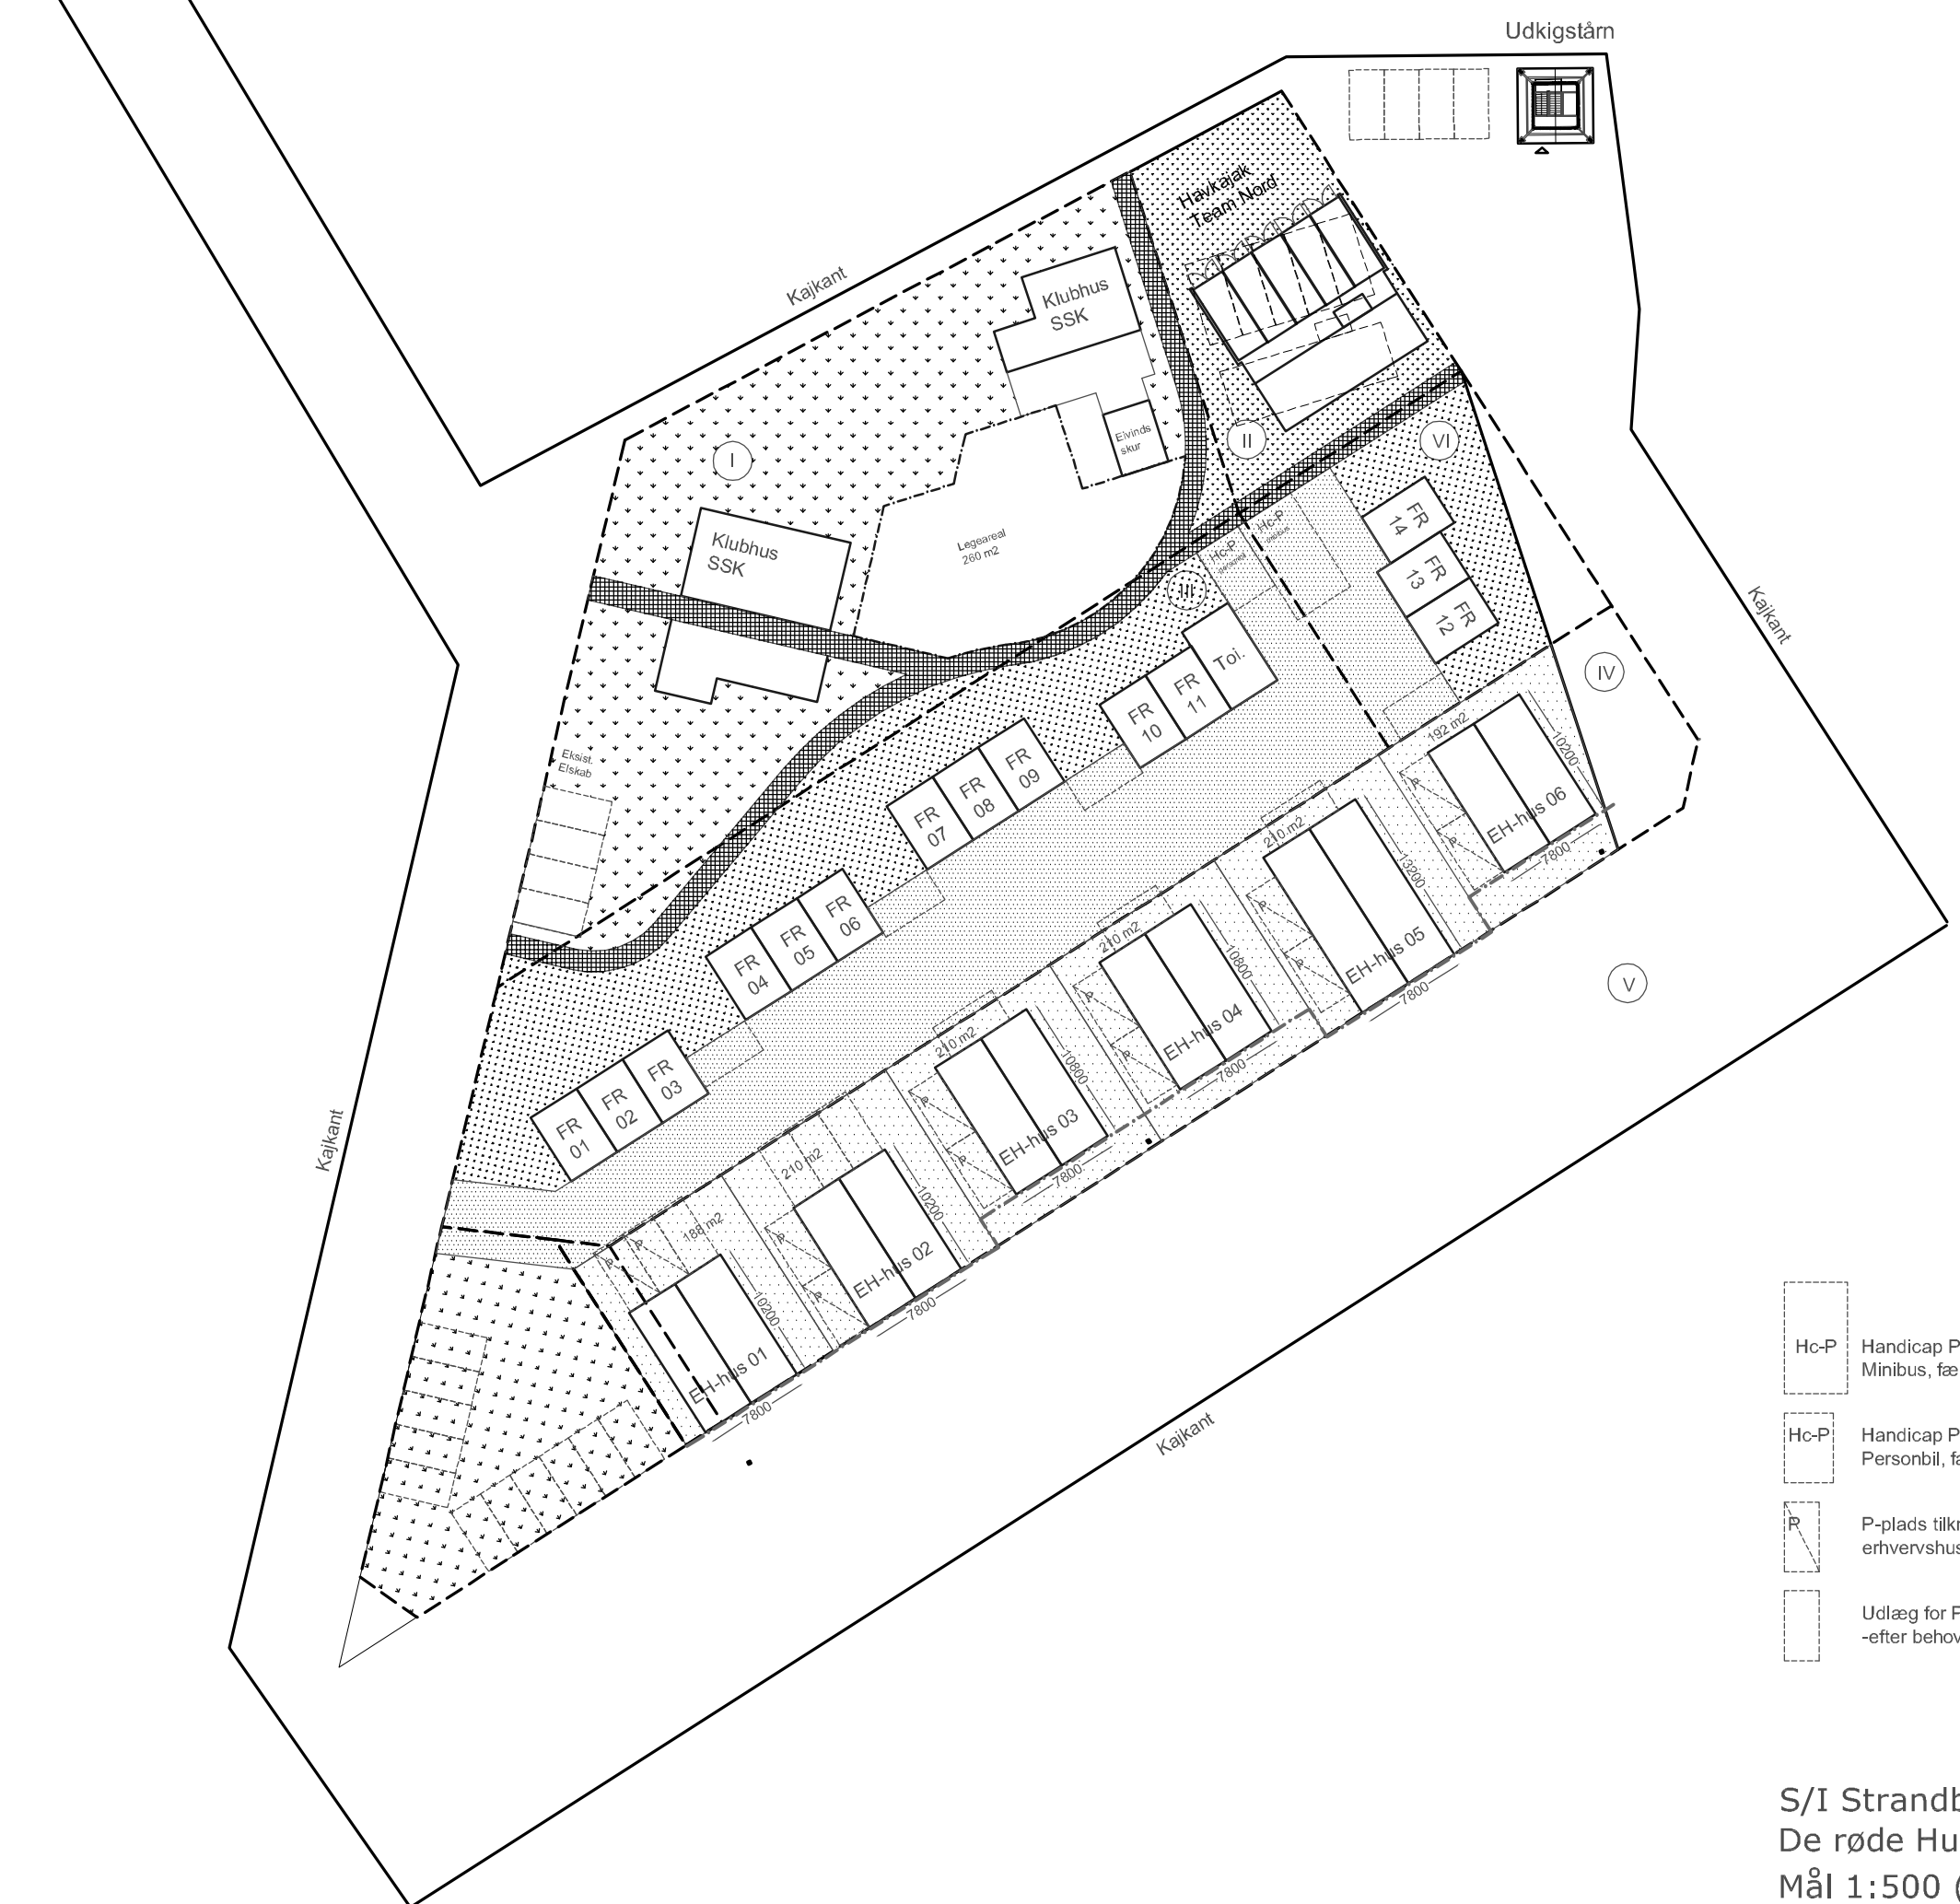 Udkigstårn
Havkajak
Team Nord
Kajkant
Klubhus
SSK
Eivinds
skur
I
II
VI
Klubhus
SSK
Legeareal
260 m2
Hc-P
minibus
Hc-P
personbil
III
FR
14
FR
13
FR
12
Kajkant
IV
Toi.
FR
11
FR
10
Eksist.
Elskab
FR
09
FR
08
FR
07
192 m2
10200
P
P
EH-hus 06
7800
210 m2
13200
P
P
EH-hus 05
7800
V
FR
06
FR
05
FR
04
210 m2
10800
P
P
EH-hus 04
7800
210 m2
10800
P
P
EH-hus 03
7800
FR
03
FR
02
FR
01
Kajkant
210 m2
10200
P
P
EH-hus 02
7800
188 m2
10200
P
P
EH-hus 01
7800
Kajkant
Hc-P
Handicap P
Minibus, fæ
Hc-P
Handicap P
Personbil, fa
P
P-plads tilkn
erhvervshus
Udlæg for P
-efter behov
S/I Strandb
De røde Hu
Mål 1:500 (